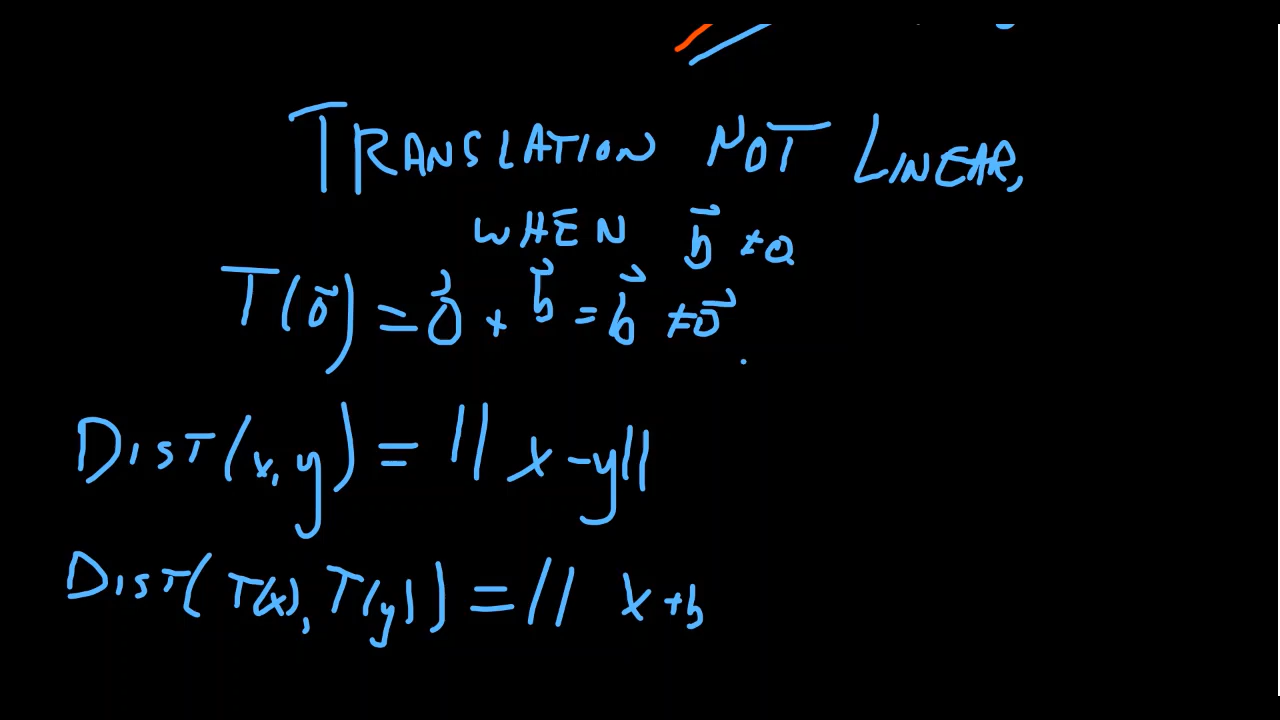 TRANSLATION NOT LINEAR,
WHEN b⃗ ≠ 0
T(0⃗) = 0⃗ + b⃗ = b⃗ ≠ 0⃗.
DIST(x, y) = || x - y ||
DIST(T(x), T(y)) = || x + b